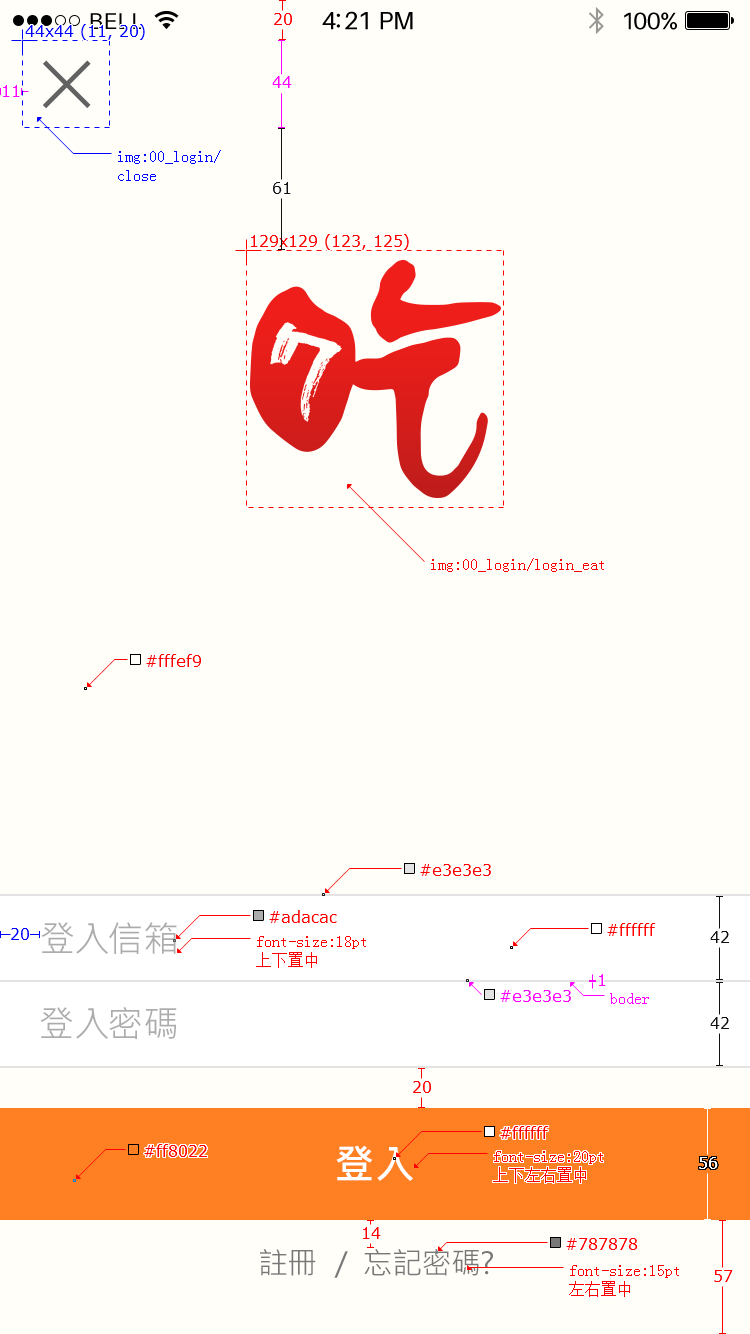 BELL 4:21 PM 100%
20
44x44 (11, 20)
44
11
img:00_login/
close
61
129x129 (123, 125)
7吃
img:00_login/login_eat
#fffef9
#e3e3e3
#adacac
#ffffff
20
登入信箱
42
font-size:18pt
上下置中
+1
#e3e3e3
boder
登入密碼
42
20
#ffffff
#ff8022
登入
font-size:20pt
上下左右置中
56
14
#787878
註冊 / 忘記密碼?
font-size:15pt
左右置中
57